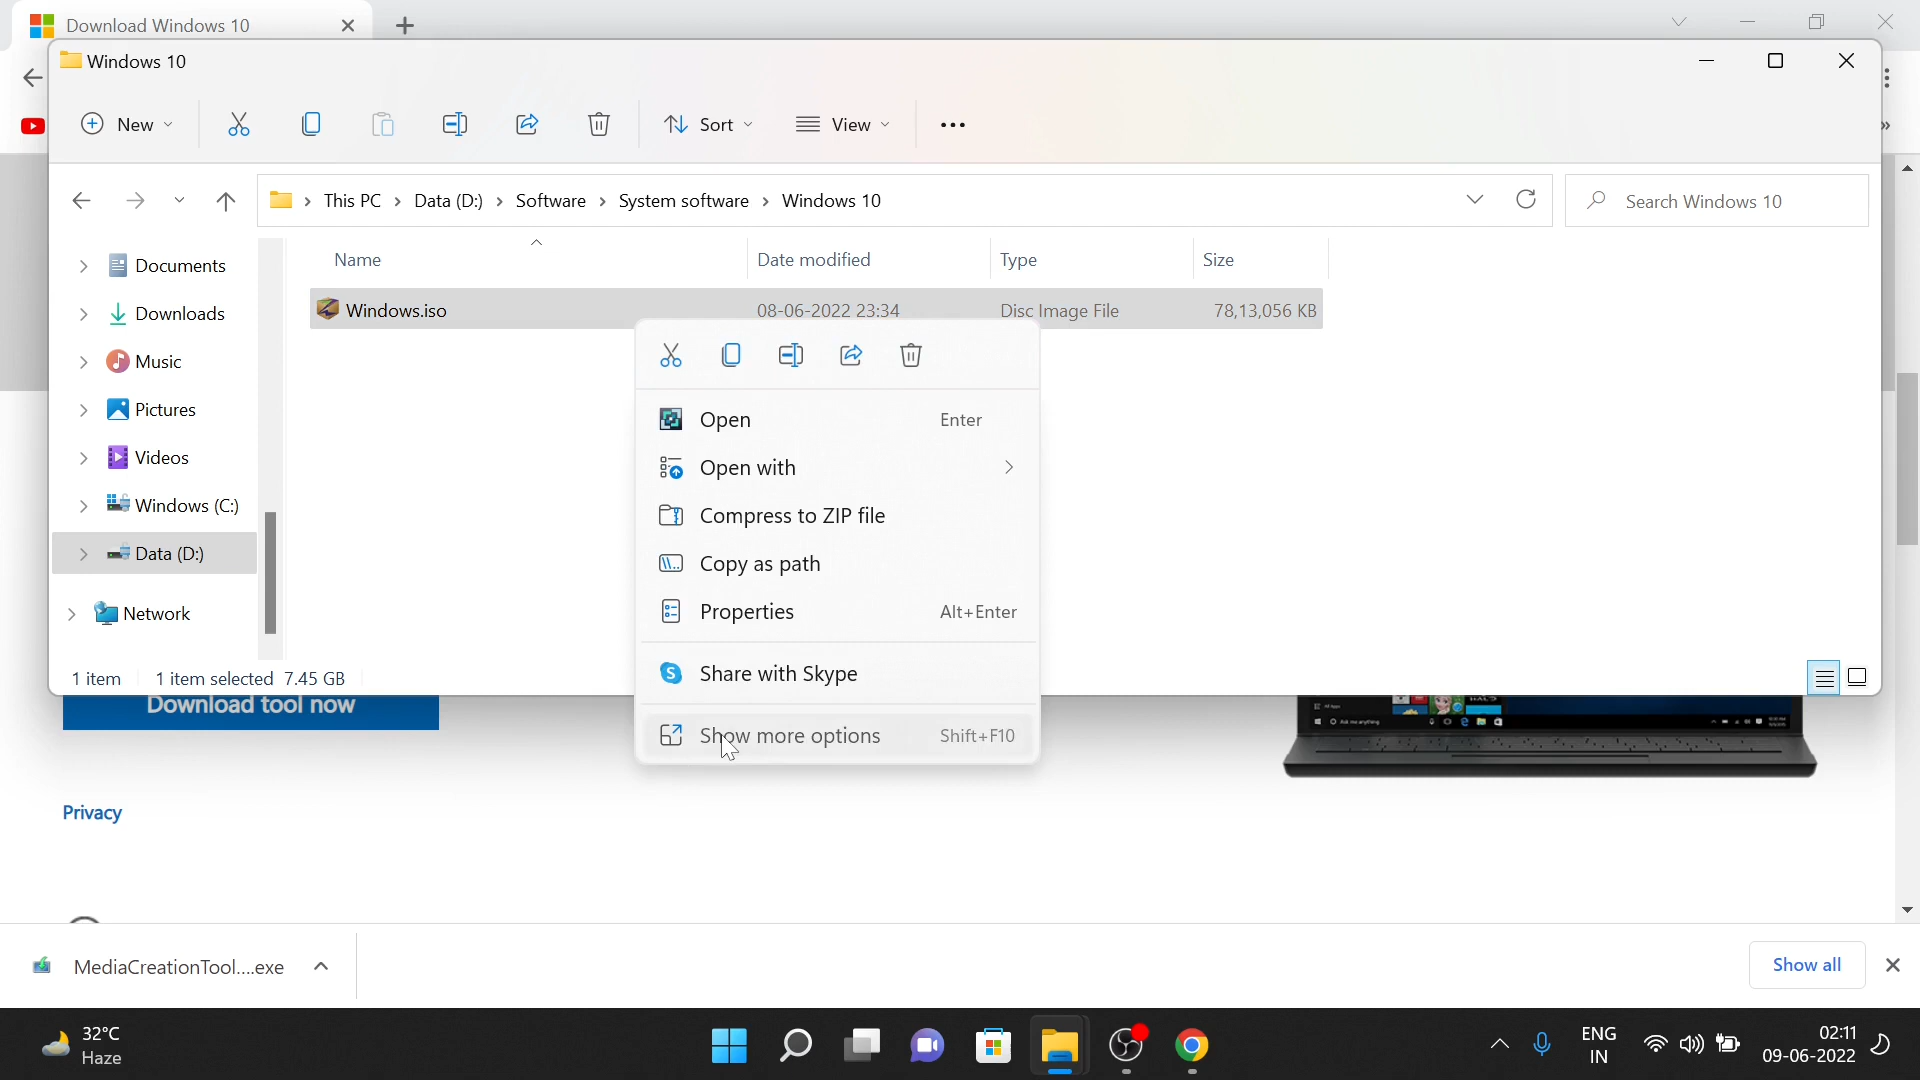 Download Windows 10
Windows 10
New
Sort
View
This PC > Data (D:) > Software > System software > Windows 10
Search Windows 10
Name
Date modified
Type
Size
Windows.iso
08-06-2022 23:34
Disc Image File
78,13,056 KB
Documents
Downloads
Music
Pictures
Videos
Windows (C:)
Data (D:)
Network
1 item
1 item selected 7.45 GB
Open Enter
Open with
Compress to ZIP file
Copy as path
Properties Alt+Enter
Share with Skype
Show more options Shift+F10
Download tool now
Privacy
MediaCreationTool....exe
Show all
32°C
Haze
ENG
IN
02:11
09-06-2022